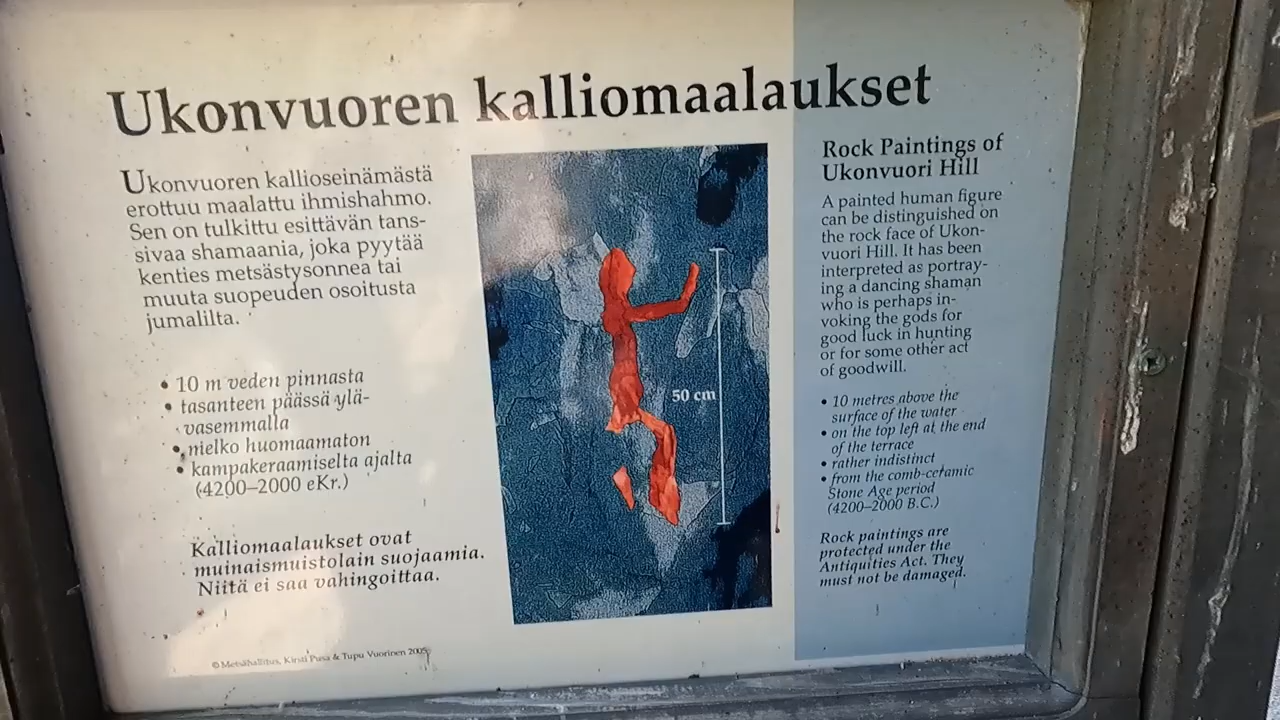 Ukonvuoren kalliomaalaukset
Ukonvuoren kallioseinämästä
erottuu maalattu ihmishahmo.
Sen on tulkittu esittävän tans-
sivaa shamaania, joka pyytää
kenties metsästysonnea tai
muuta suopeuden osoitusta
jumalilta.
• 10 m veden pinnasta
• tasanteen päässä ylä-
vasemmalla
• melko huomaamaton
• kampakeraamiselta ajalta
(4200–2000 eKr.)
Kalliomaalaukset ovat
muinaismuistolain suojaamia.
Niitä ei saa vahingoittaa.
© Metsähallitus, Kirsti Pusa & Tupu Vuorinen 2005
50 cm
Rock Paintings of
Ukonvuori Hill
A painted human figure
can be distinguished on
the rock face of Ukon-
vuori Hill. It has been
interpreted as portray-
ing a dancing shaman
who is perhaps in-
voking the gods for
good luck in hunting
or for some other act
of goodwill.
• 10 metres above the
surface of the water
• on the top left at the end
of the terrace
• rather indistinct
• from the comb-ceramic
Stone Age period
(4200–2000 B.C.)
Rock paintings are
protected under the
Antiquities Act. They
must not be damaged.